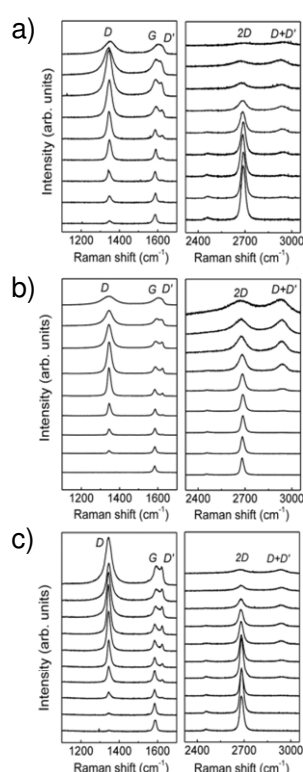 a)
D G D'
2D D+D'
Intensity (arb. units)
1200 1400 1600
2400 2700 3000
Raman shift (cm⁻¹) Raman shift (cm⁻¹)
b)
D G D'
2D D+D'
Intensity (arb. units)
1200 1400 1600
2400 2700 3000
Raman shift (cm⁻¹) Raman shift (cm⁻¹)
c)
D G D'
2D D+D'
Intensity (arb. units)
1200 1400 1600
2400 2700 3000
Raman shift (cm⁻¹) Raman shift (cm⁻¹)